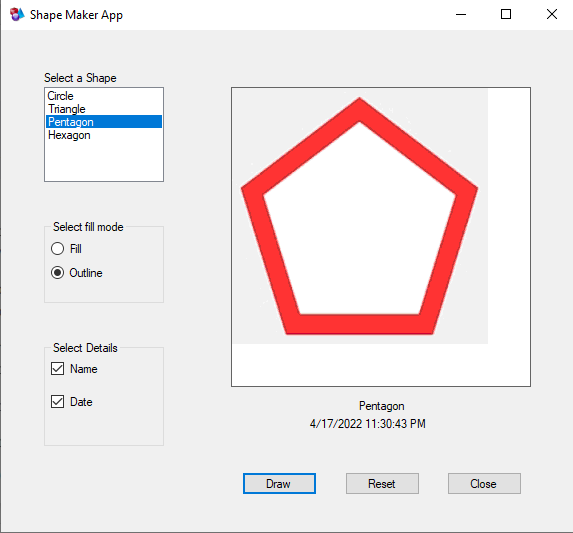 Shape Maker App
Select a Shape
Circle
Triangle
Pentagon
Hexagon
Select fill mode
Fill
Outline
Select Details
Name
Date
Pentagon
4/17/2022 11:30:43 PM
Draw Reset Close